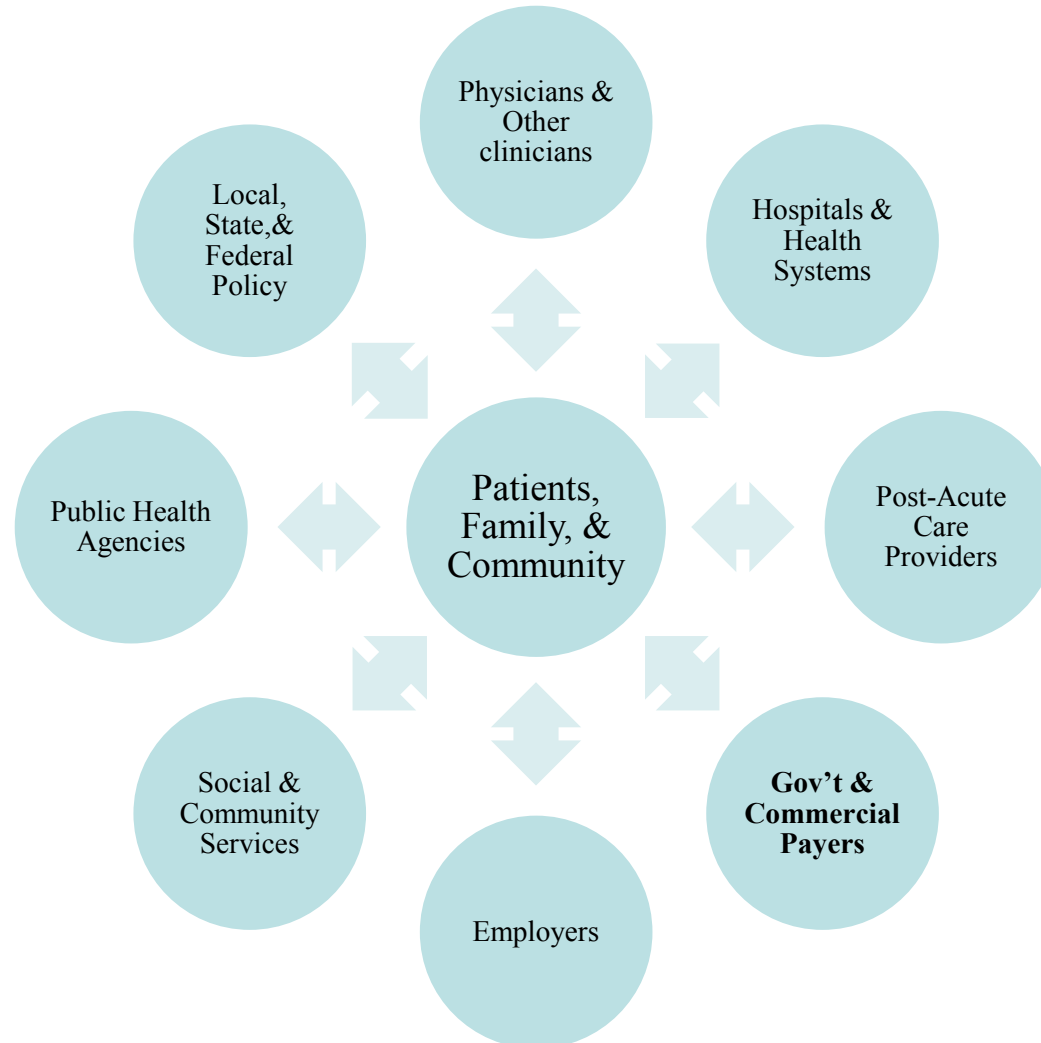 Physicians &
Other
clinicians
Local,
State,&
Federal
Policy
Hospitals &
Health
Systems
Public Health
Agencies
Patients,
Family, &
Community
Post-Acute
Care
Providers
Social &
Community
Services
Gov’t &
Commercial
Payers
Employers